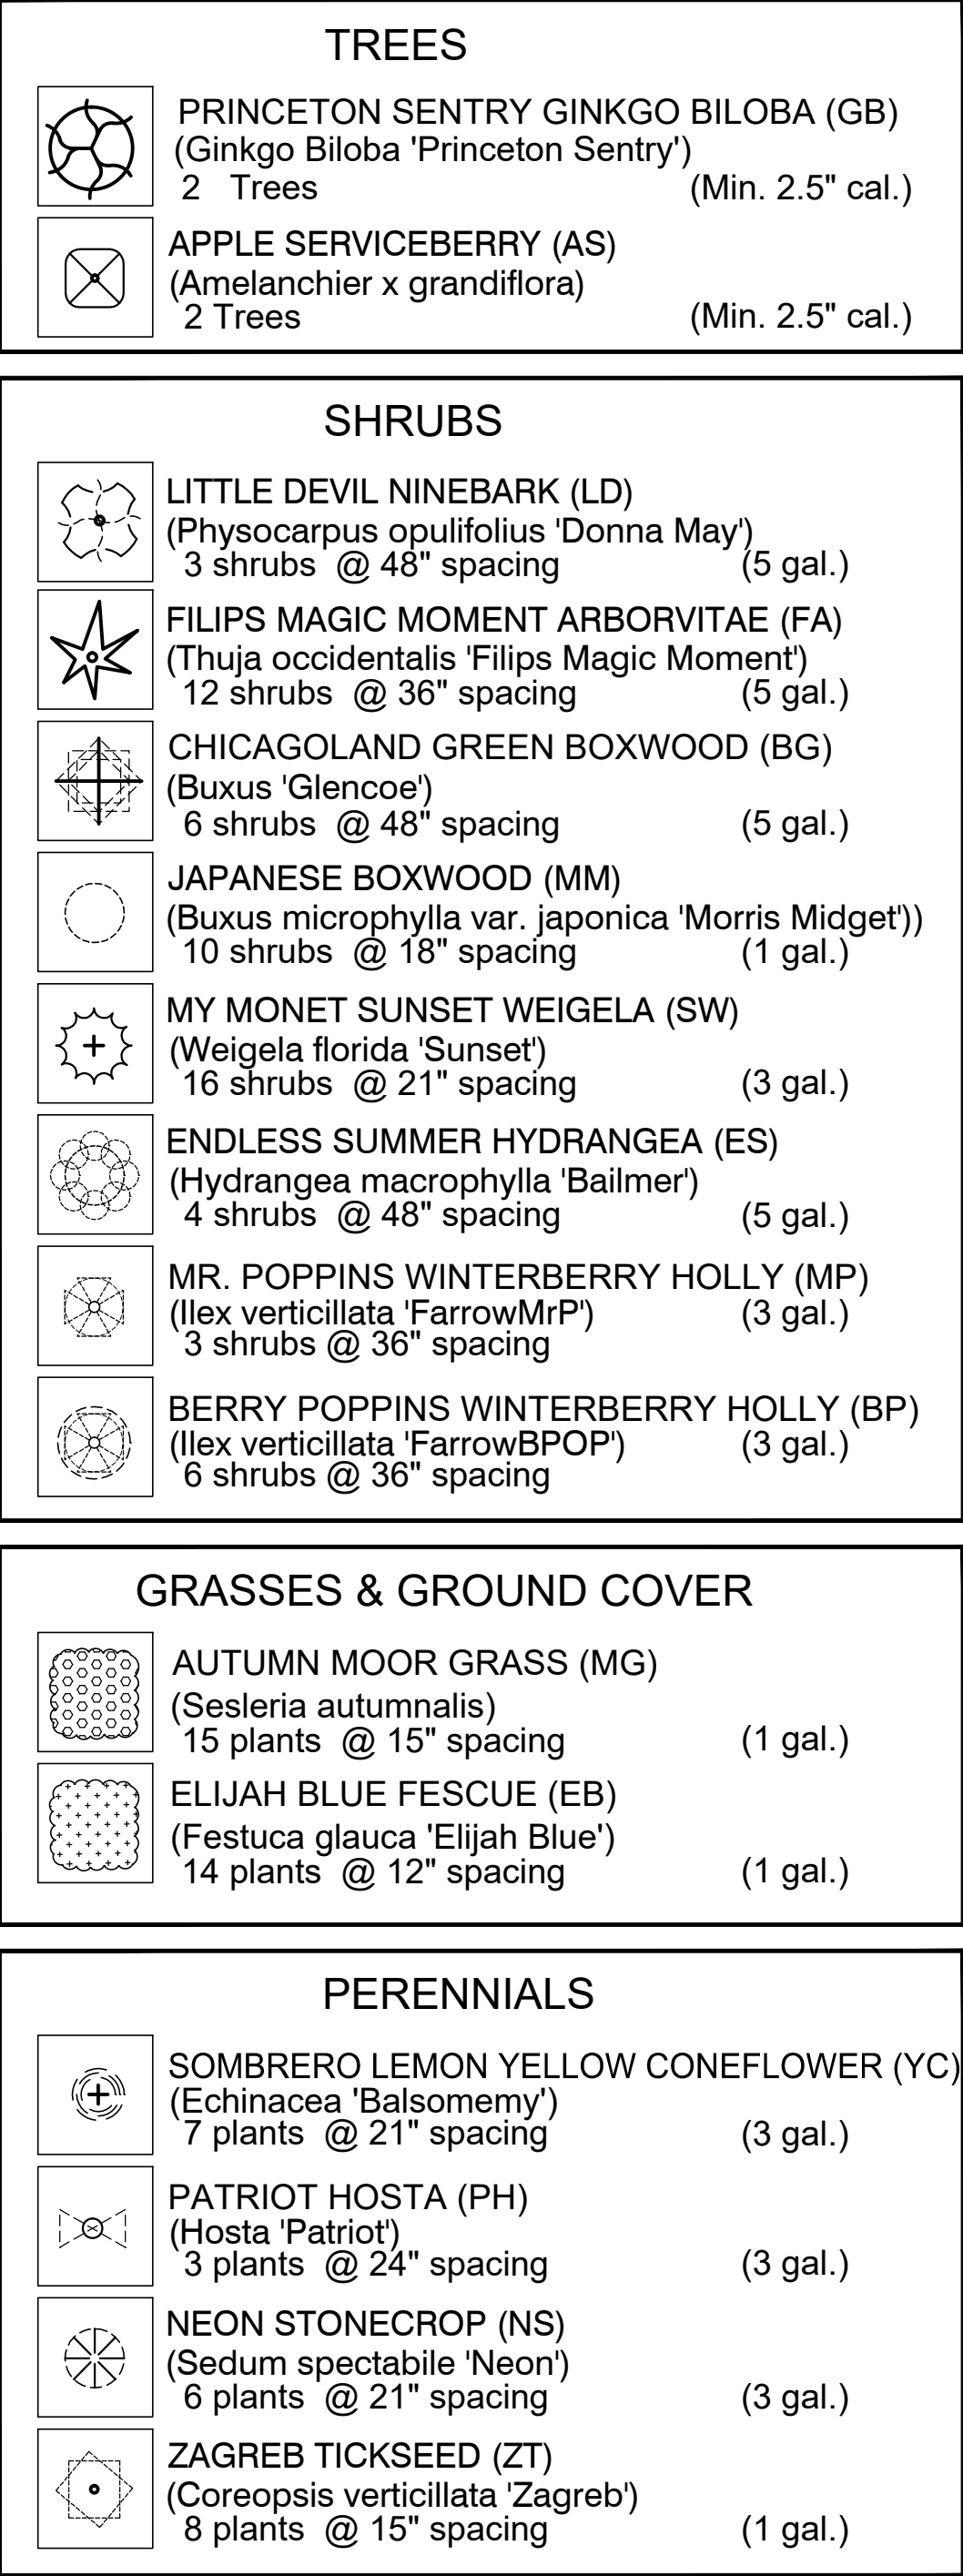 TREES
PRINCETON SENTRY GINKGO BILOBA (GB)
(Ginkgo Biloba 'Princeton Sentry')
2 Trees (Min. 2.5" cal.)
APPLE SERVICEBERRY (AS)
(Amelanchier x grandiflora)
2 Trees (Min. 2.5" cal.)
SHRUBS
LITTLE DEVIL NINEBARK (LD)
(Physocarpus opulifolius 'Donna May')
3 shrubs @ 48" spacing (5 gal.)
FILIPS MAGIC MOMENT ARBORVITAE (FA)
(Thuja occidentalis 'Filips Magic Moment')
12 shrubs @ 36" spacing (5 gal.)
CHICAGOLAND GREEN BOXWOOD (BG)
(Buxus 'Glencoe')
6 shrubs @ 48" spacing (5 gal.)
JAPANESE BOXWOOD (MM)
(Buxus microphylla var. japonica 'Morris Midget'))
10 shrubs @ 18" spacing (1 gal.)
MY MONET SUNSET WEIGELA (SW)
(Weigela florida 'Sunset')
16 shrubs @ 21" spacing (3 gal.)
ENDLESS SUMMER HYDRANGEA (ES)
(Hydrangea macrophylla 'Bailmer')
4 shrubs @ 48" spacing (5 gal.)
MR. POPPINS WINTERBERRY HOLLY (MP)
(Ilex verticillata 'FarrowMrP') (3 gal.)
3 shrubs @ 36" spacing
BERRY POPPINS WINTERBERRY HOLLY (BP)
(Ilex verticillata 'FarrowBPOP') (3 gal.)
6 shrubs @ 36" spacing
GRASSES & GROUND COVER
AUTUMN MOOR GRASS (MG)
(Sesleria autumnalis)
15 plants @ 15" spacing (1 gal.)
ELIJAH BLUE FESCUE (EB)
(Festuca glauca 'Elijah Blue')
14 plants @ 12" spacing (1 gal.)
PERENNIALS
SOMBRERO LEMON YELLOW CONEFLOWER (YC)
(Echinacea 'Balsomemy')
7 plants @ 21" spacing (3 gal.)
PATRIOT HOSTA (PH)
(Hosta 'Patriot')
3 plants @ 24" spacing (3 gal.)
NEON STONECROP (NS)
(Sedum spectabile 'Neon')
6 plants @ 21" spacing (3 gal.)
ZAGREB TICKSEED (ZT)
(Coreopsis verticillata 'Zagreb')
8 plants @ 15" spacing (1 gal.)